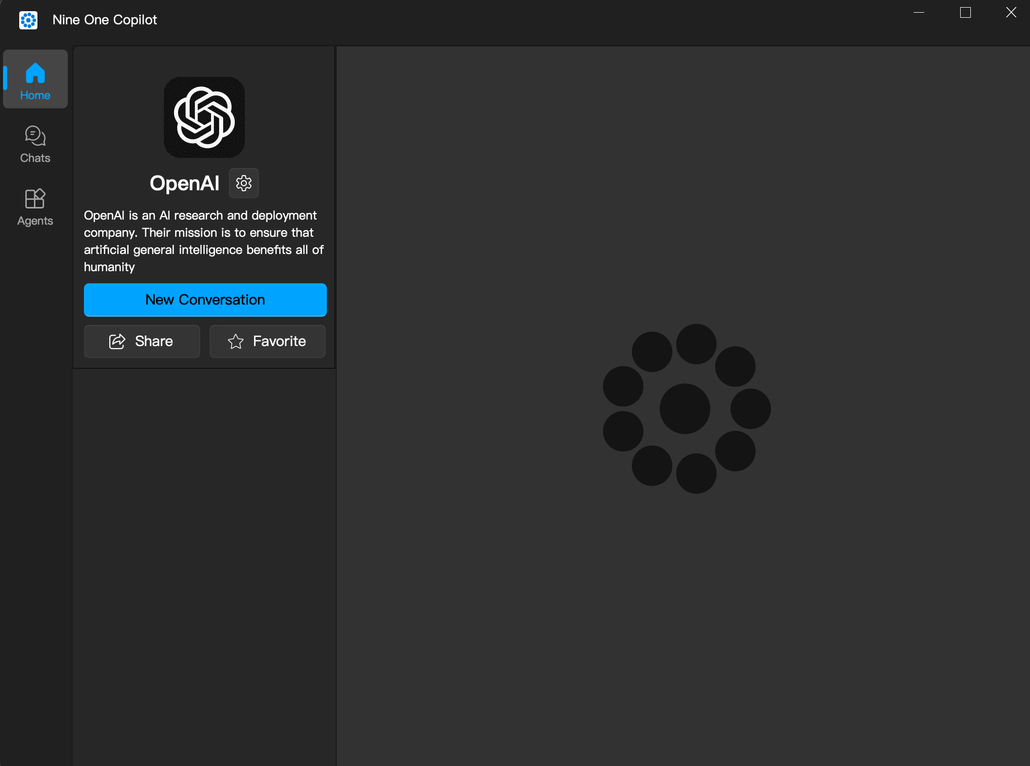 Nine One Copilot
Home
Chats
Agents
OpenAI
OpenAI is an AI research and deployment
company. Their mission is to ensure that
artificial general intelligence benefits all of
humanity
New Conversation
Share
Favorite